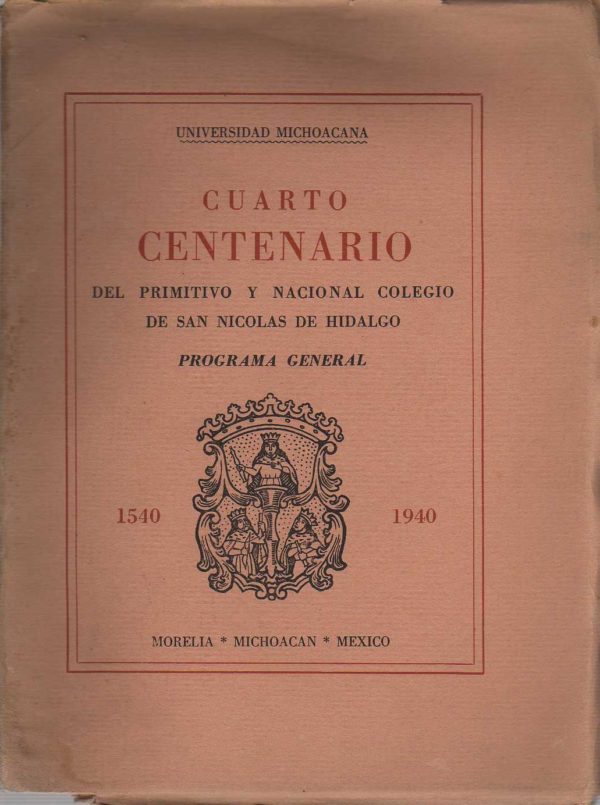 UNIVERSIDAD MICHOACANA
CUARTO
CENTENARIO
DEL PRIMITIVO Y NACIONAL COLEGIO
DE SAN NICOLAS DE HIDALGO
PROGRAMA GENERAL
1540 1940
MORELIA * MICHOACAN * MEXICO